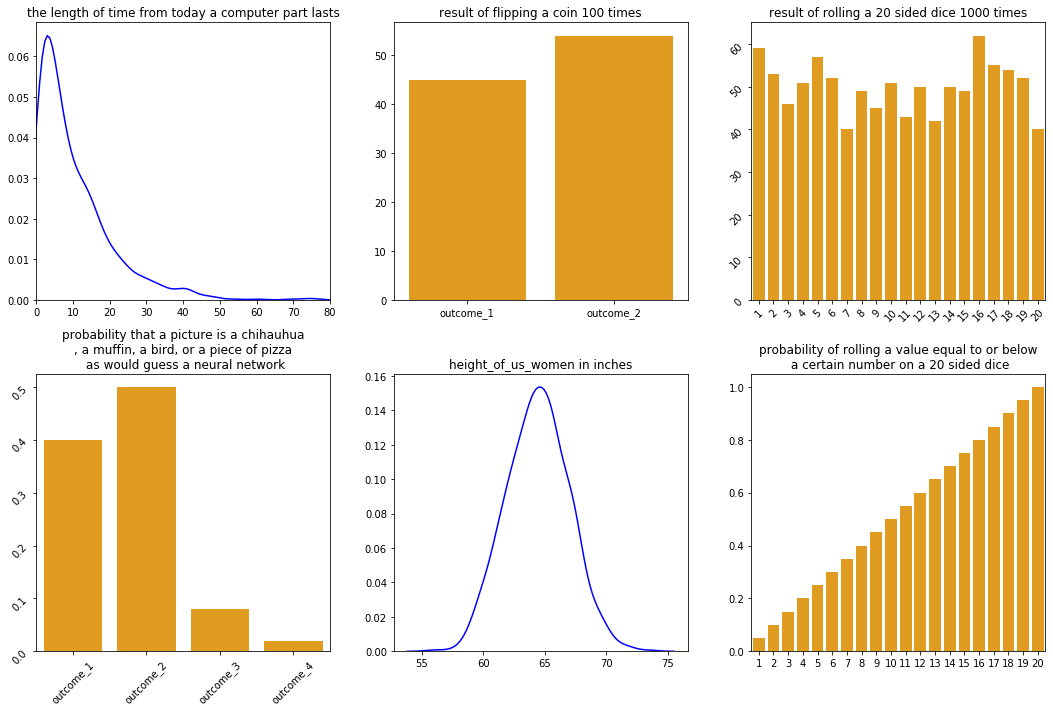 the length of time from today a computer part lasts
0.06
0.05
0.04
0.03
0.02
0.01
0.00
0 10 20 30 40 50 60 70 80
result of flipping a coin 100 times
50
40
30
20
10
0
outcome_1 outcome_2
result of rolling a 20 sided dice 1000 times
60
50
40
30
20
10
0
1 2 3 4 5 6 7 8 9 10 11 12 13 14 15 16 17 18 19 20
probability that a picture is a chihauhua
, a muffin, a bird, or a piece of pizza
as would guess a neural network
0.5
0.4
0.3
0.2
0.1
0.0
outcome_1 outcome_2 outcome_3 outcome_4
height_of_us_women in inches
0.16
0.14
0.12
0.10
0.08
0.06
0.04
0.02
0.00
55 60 65 70 75
probability of rolling a value equal to or below
a certain number on a 20 sided dice
1.0
0.8
0.6
0.4
0.2
0.0
1 2 3 4 5 6 7 8 9 10 11 12 13 14 15 16 17 18 19 20